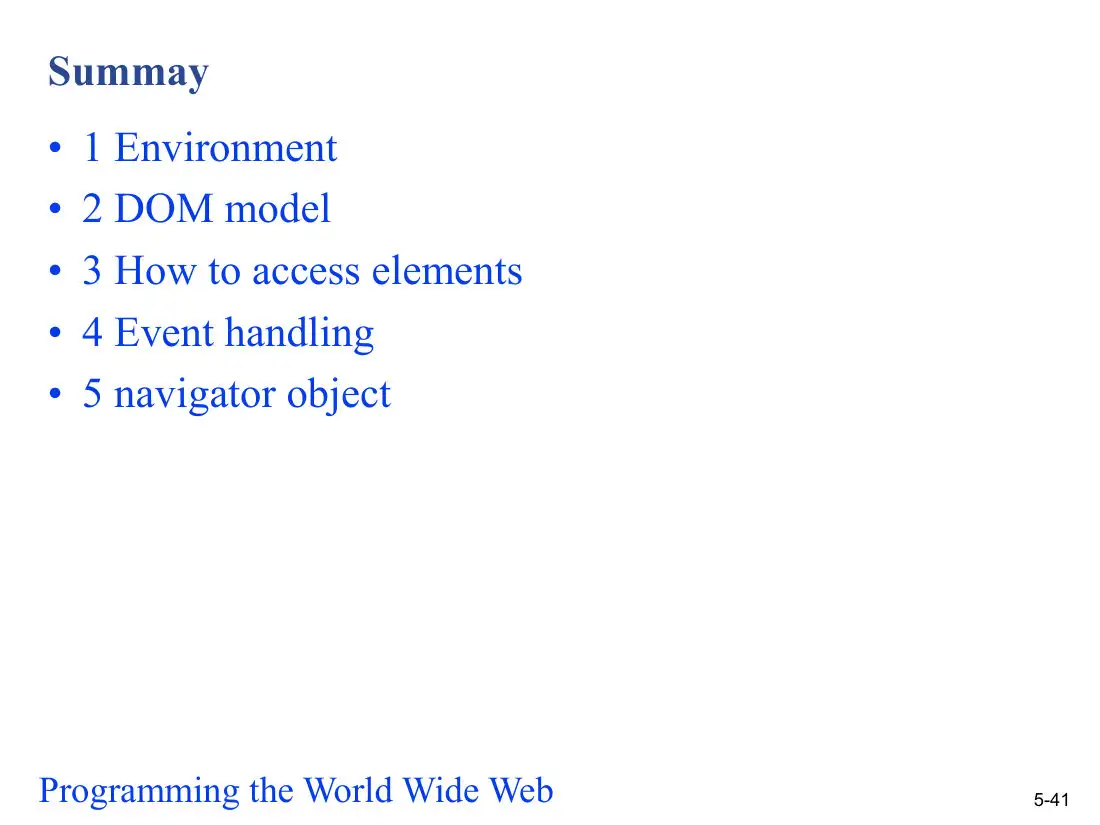 Summay
• 1 Environment
• 2 DOM model
• 3 How to access elements
• 4 Event handling
• 5 navigator object
Programming the World Wide Web
5-41